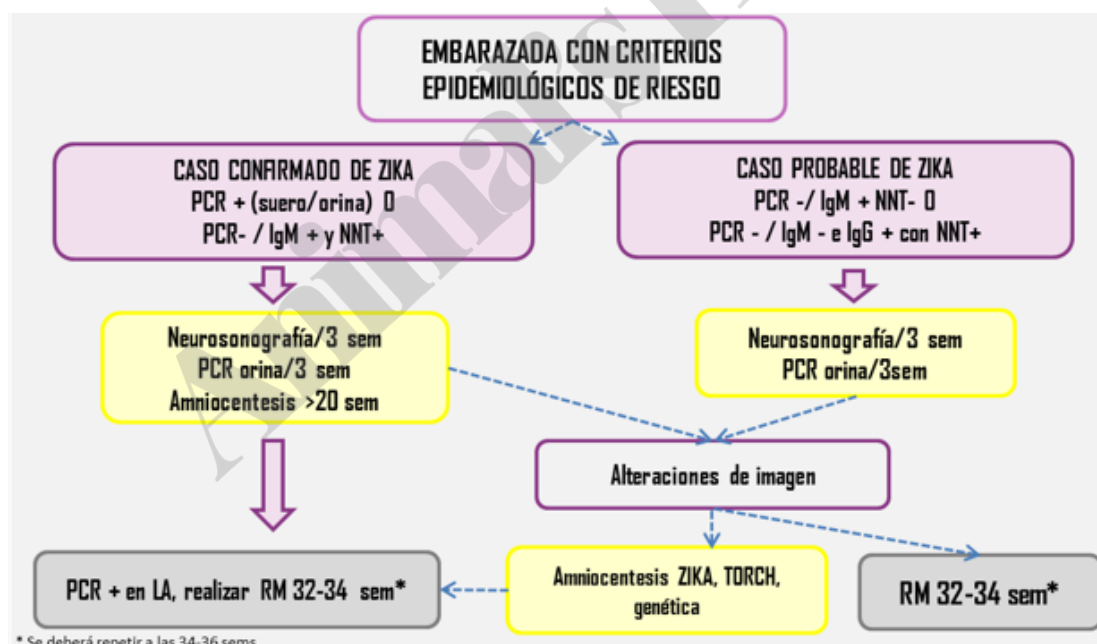 EMBARAZADA CON CRITERIOS
EPIDEMIOLÓGICOS DE RIESGO
CASO CONFIRMADO DE ZIKA
PCR + (suero/orina) O
PCR- / IgM + y NNT+
CASO PROBABLE DE ZIKA
PCR -/ IgM + NNT- O
PCR - / IgM - e IgG + con NNT+
Neurosonografía/3 sem
PCR orina/3 sem
Amniocentesis >20 sem
Neurosonografía/3 sem
PCR orina/3sem
Alteraciones de imagen
PCR + en LA, realizar RM 32-34 sem*
Amniocentesis ZIKA, TORCH,
genética
RM 32-34 sem*
* Se deberá repetir a las 34-36 sems